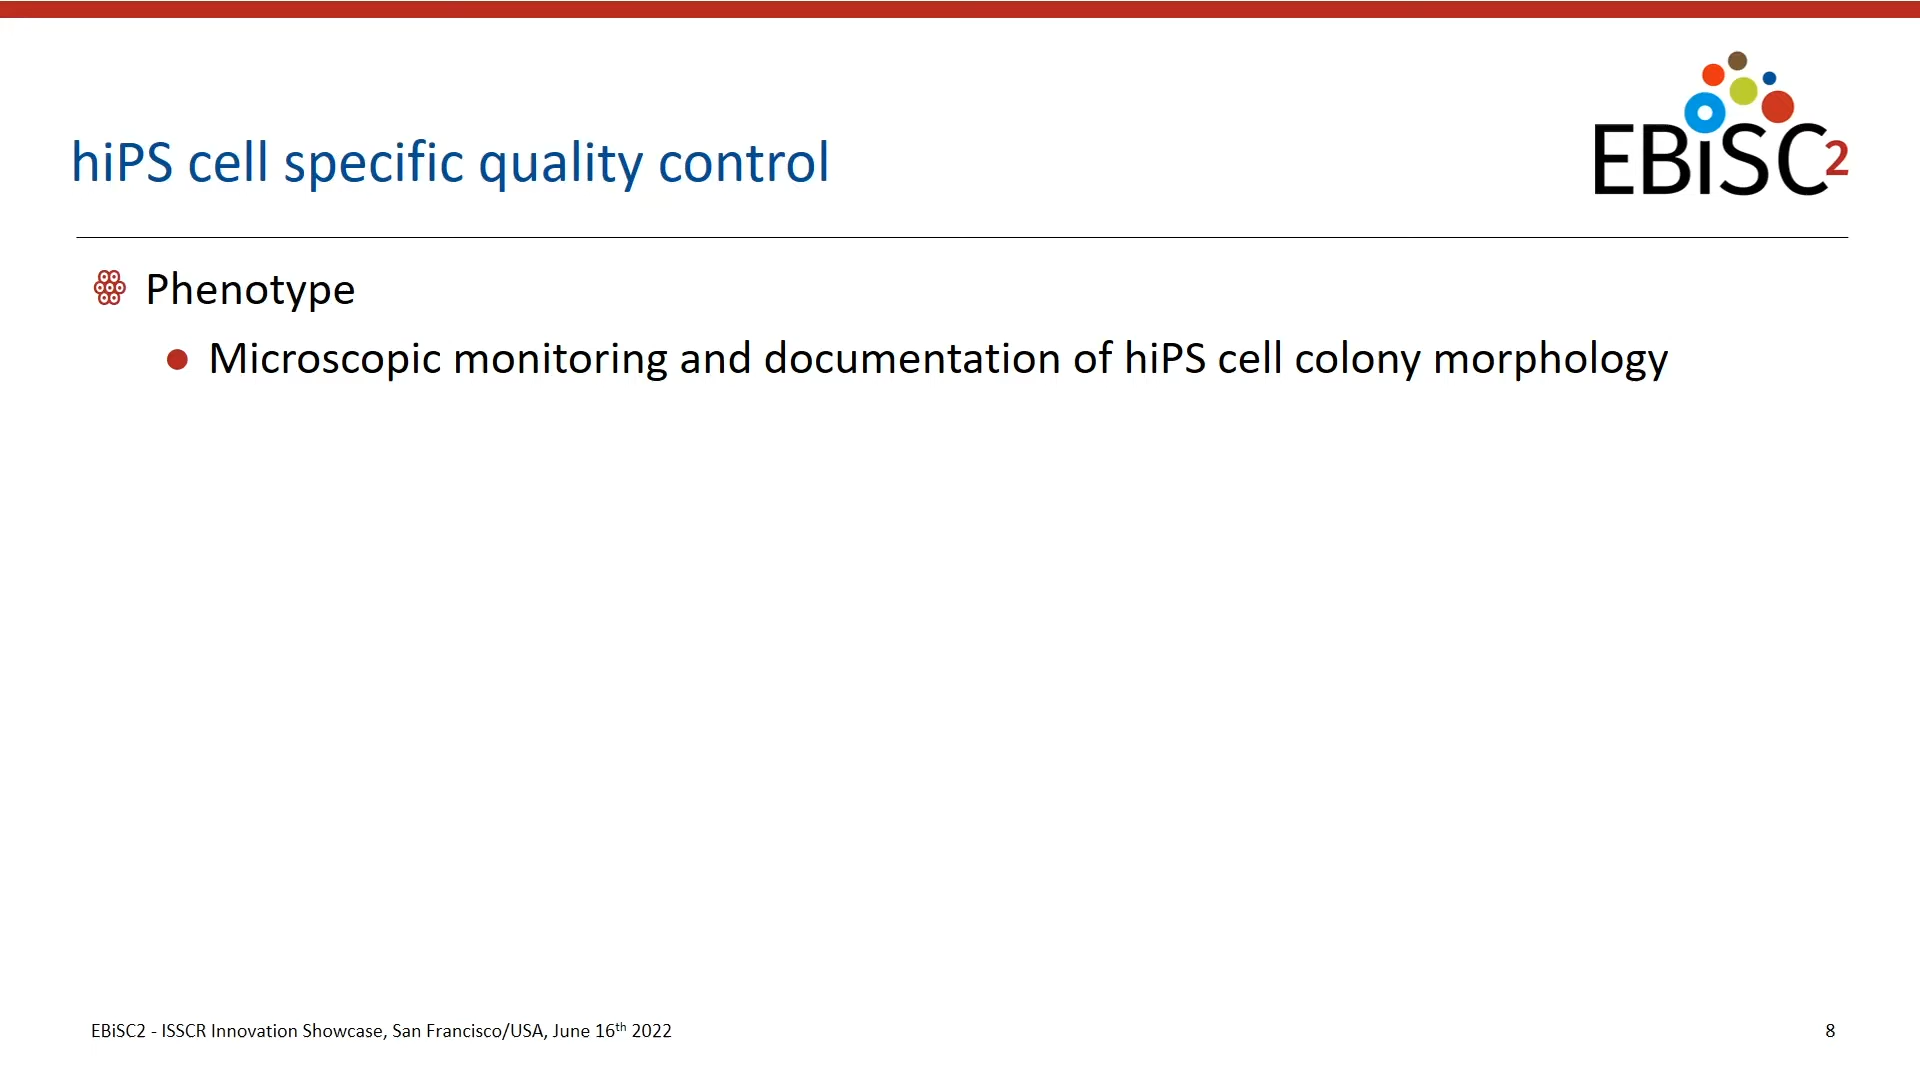 EBiSC2
hiPS cell specific quality control
Phenotype
Microscopic monitoring and documentation of hiPS cell colony morphology
EBiSC2 - ISSCR Innovation Showcase, San Francisco/USA, June 16th 2022
8